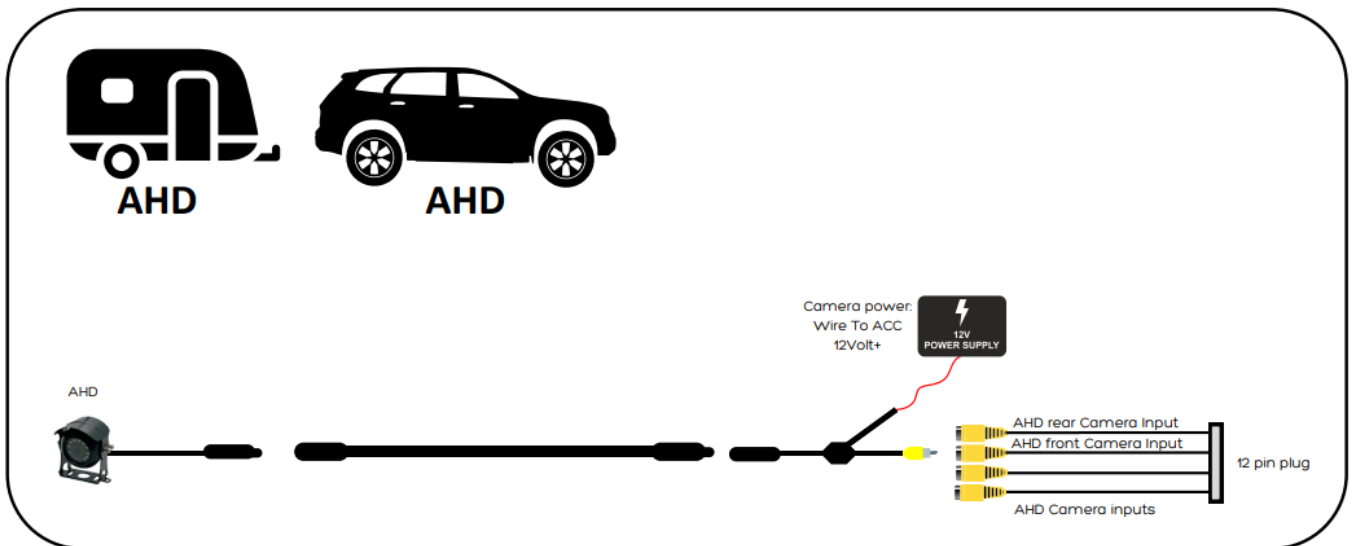 AHD
AHD
Camera power:
Wire To ACC
12Volt+
12V
POWER SUPPLY
AHD
AHD rear Camera Input
AHD front Camera Input
12 pin plug
AHD Camera inputs